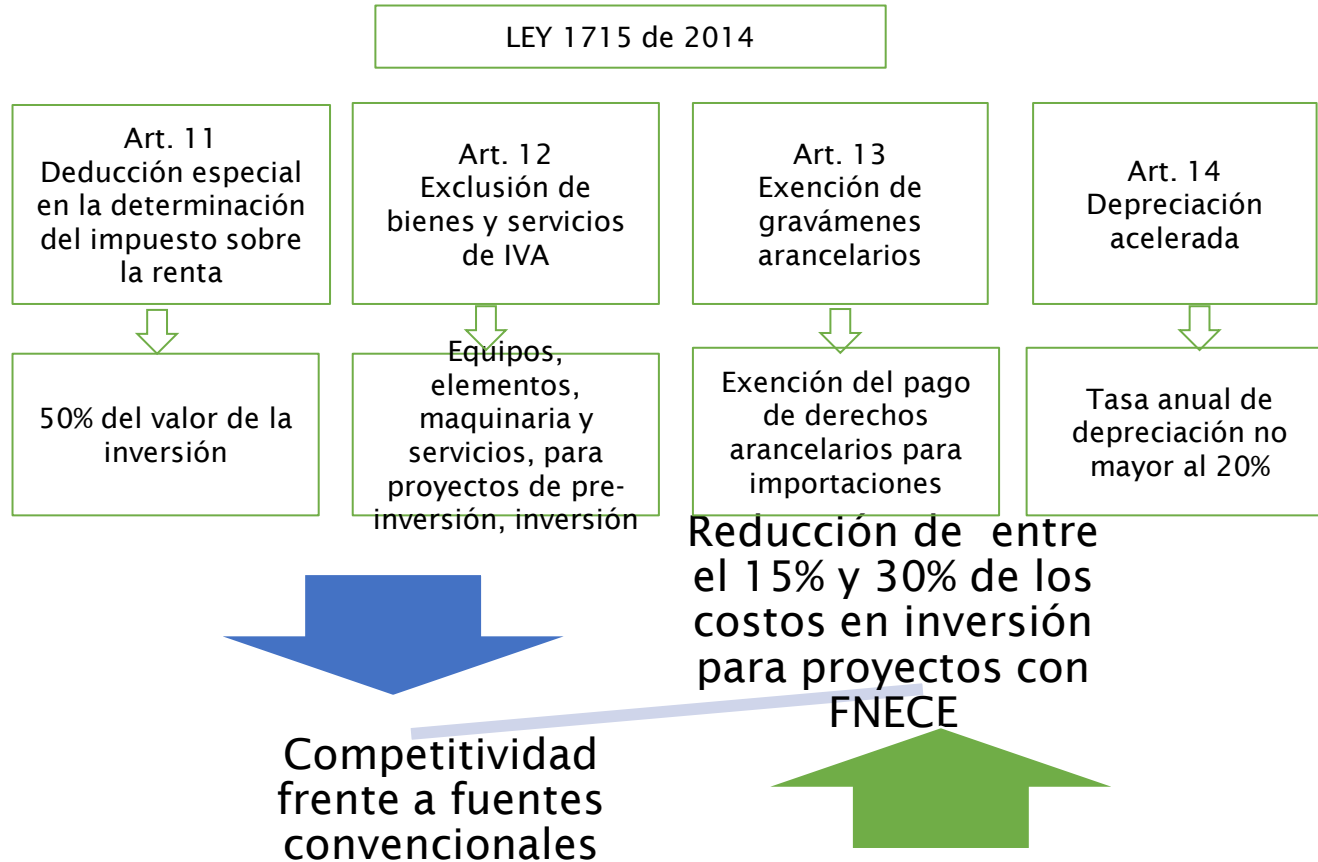 LEY 1715 de 2014
Art. 11
Deducción especial
en la determinación
del impuesto sobre
la renta
Art. 12
Exclusión de
bienes y servicios
de IVA
Art. 13
Exención de
gravámenes
arancelarios
Art. 14
Depreciación
acelerada
50% del valor de la
inversión
Equipos,
elementos,
maquinaria y
servicios, para
proyectos de pre-
inversión, inversión
Exención del pago
de derechos
arancelarios para
importaciones
Tasa anual de
depreciación no
mayor al 20%
Reducción de entre
el 15% y 30% de los
costos en inversión
para proyectos con
FNECE
Competitividad
frente a fuentes
convencionales